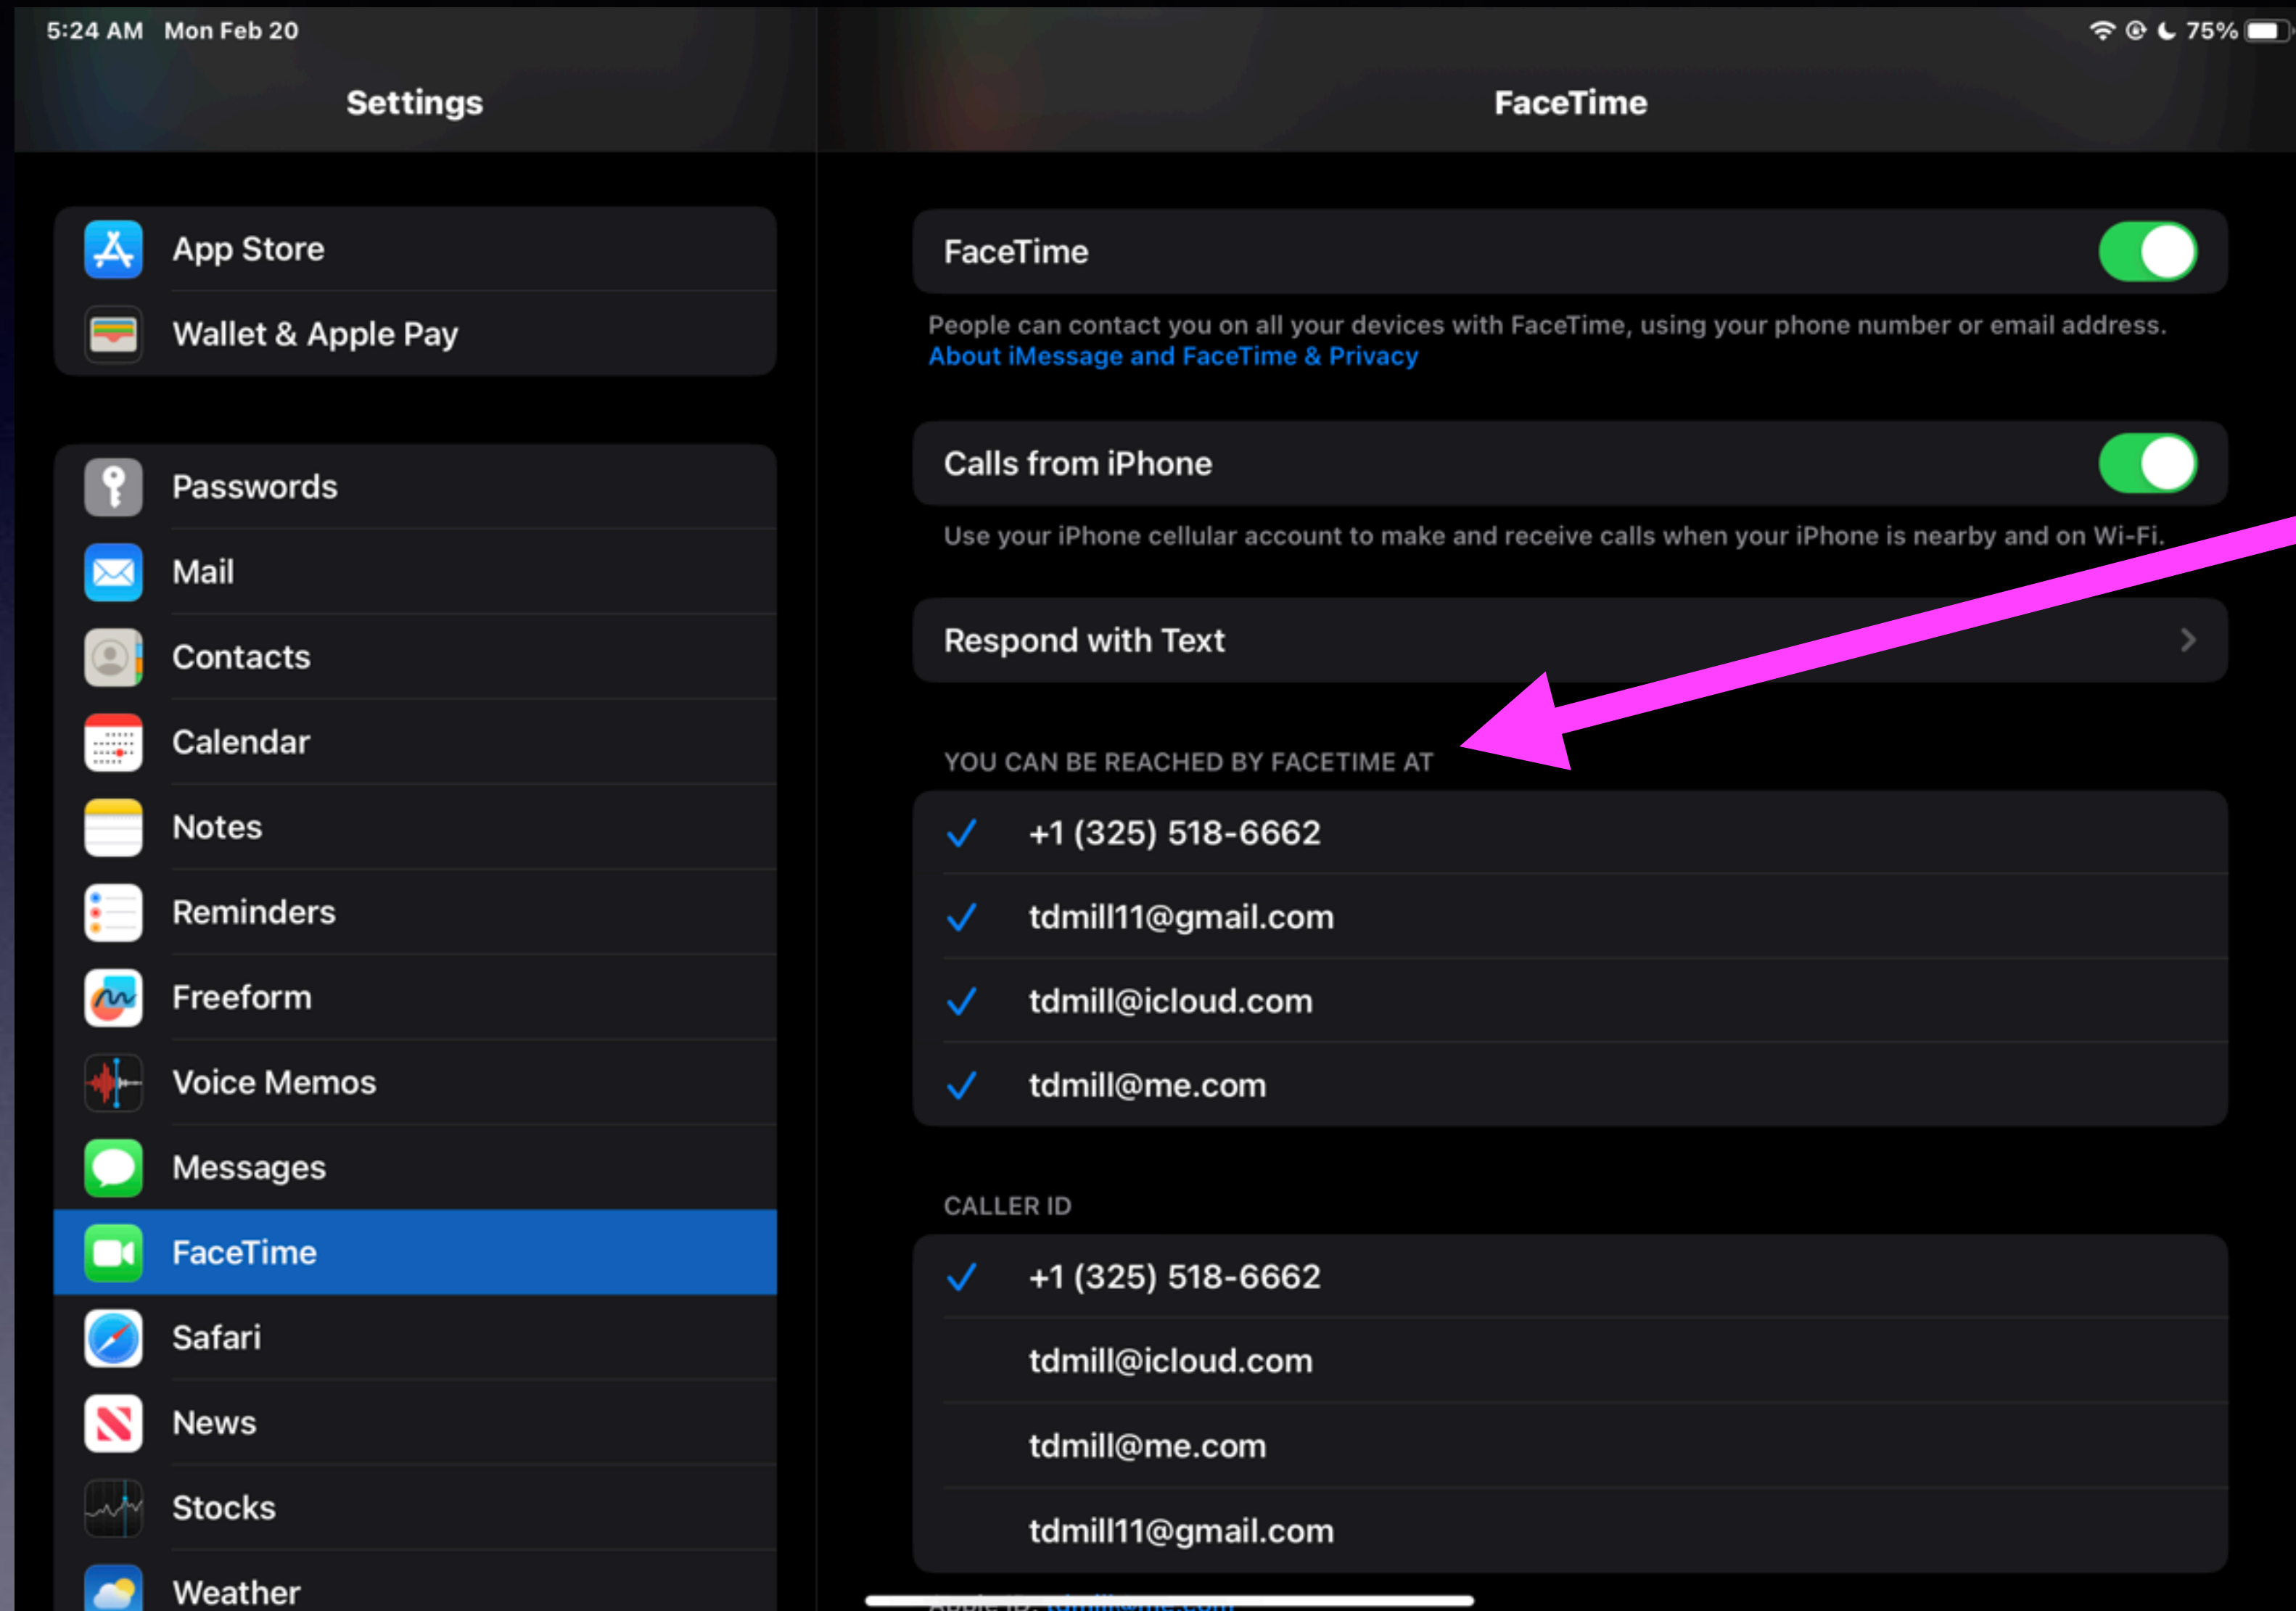 5:24 AM Mon Feb 20
75%
Settings
App Store
Wallet & Apple Pay
Passwords
Mail
Contacts
Calendar
Notes
Reminders
Freeform
Voice Memos
Messages
FaceTime
Safari
News
Stocks
Weather
FaceTime
FaceTime
People can contact you on all your devices with FaceTime, using your phone number or email address.
About iMessage and FaceTime & Privacy
Calls from iPhone
Use your iPhone cellular account to make and receive calls when your iPhone is nearby and on Wi-Fi.
Respond with Text
YOU CAN BE REACHED BY FACETIME AT
+1 (325) 518-6662
tdmill11@gmail.com
tdmill@icloud.com
tdmill@me.com
CALLER ID
+1 (325) 518-6662
tdmill@icloud.com
tdmill@me.com
tdmill11@gmail.com